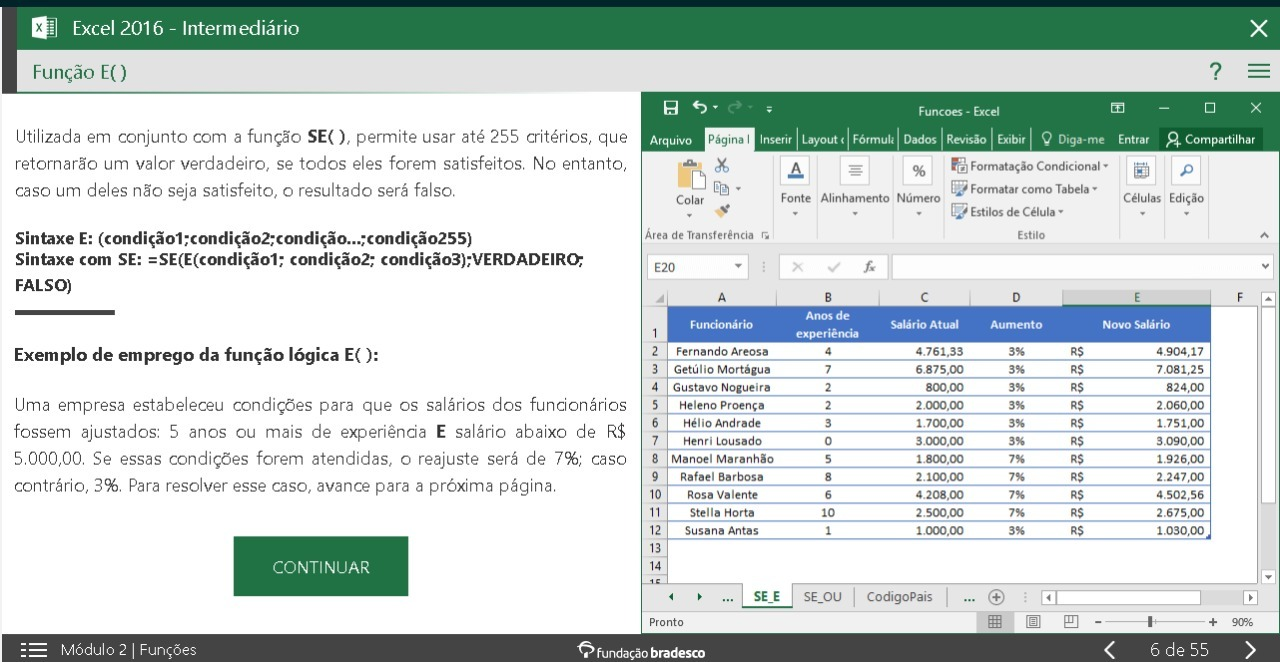 Excel 2016 - Intermediário
Função E( )
?
Utilizada em conjunto com a função SE( ), permite usar até 255 critérios, que
retornarão um valor verdadeiro, se todos eles forem satisfeitos. No entanto,
caso um deles não seja satisfeito, o resultado será falso.
Sintaxe E: (condição1;condição2;condição...;condição255)
Sintaxe com SE: =SE(E(condição1; condição2; condição3);VERDADEIRO;
FALSO)
Exemplo de emprego da função lógica E( ):
Uma empresa estabeleceu condições para que os salários dos funcionários
fossem ajustados: 5 anos ou mais de experiência E salário abaixo de R$
5.000,00. Se essas condições forem atendidas, o reajuste será de 7%; caso
contrário, 3%. Para resolver esse caso, avance para a próxima página.
CONTINUAR
Funcoes - Excel
Arquivo Página I Inserir Layout d Fórmula Dados Revisão Exibir Diga-me Entrar Compartilhar
Colar
Área de Transferência
Fonte Alinhamento Número
%
Formatação Condicional
Formatar como Tabela
Estilos de Célula
Estilo
Células Edição
E20 fx
A B C D E F
1 Funcionário Anos de experiência Salário Atual Aumento Novo Salário
2 Fernando Areosa 4 4.761,33 3% R$ 4.904,17
3 Getúlio Mortágua 7 6.875,00 3% R$ 7.081,25
4 Gustavo Nogueira 2 800,00 3% R$ 824,00
5 Heleno Proença 2 2.000,00 3% R$ 2.060,00
6 Hélio Andrade 3 1.700,00 3% R$ 1.751,00
7 Henri Lousado 0 3.000,00 3% R$ 3.090,00
8 Manoel Maranhão 5 1.800,00 7% R$ 1.926,00
9 Rafael Barbosa 8 2.100,00 7% R$ 2.247,00
10 Rosa Valente 6 4.208,00 7% R$ 4.502,56
11 Stella Horta 10 2.500,00 7% R$ 2.675,00
12 Susana Antas 1 1.000,00 3% R$ 1.030,00
13
14
15
... SE_E SE_OU CodigoPais ...
Pronto
- + 90%
Módulo 2 | Funções
fundação bradesco
6 de 55